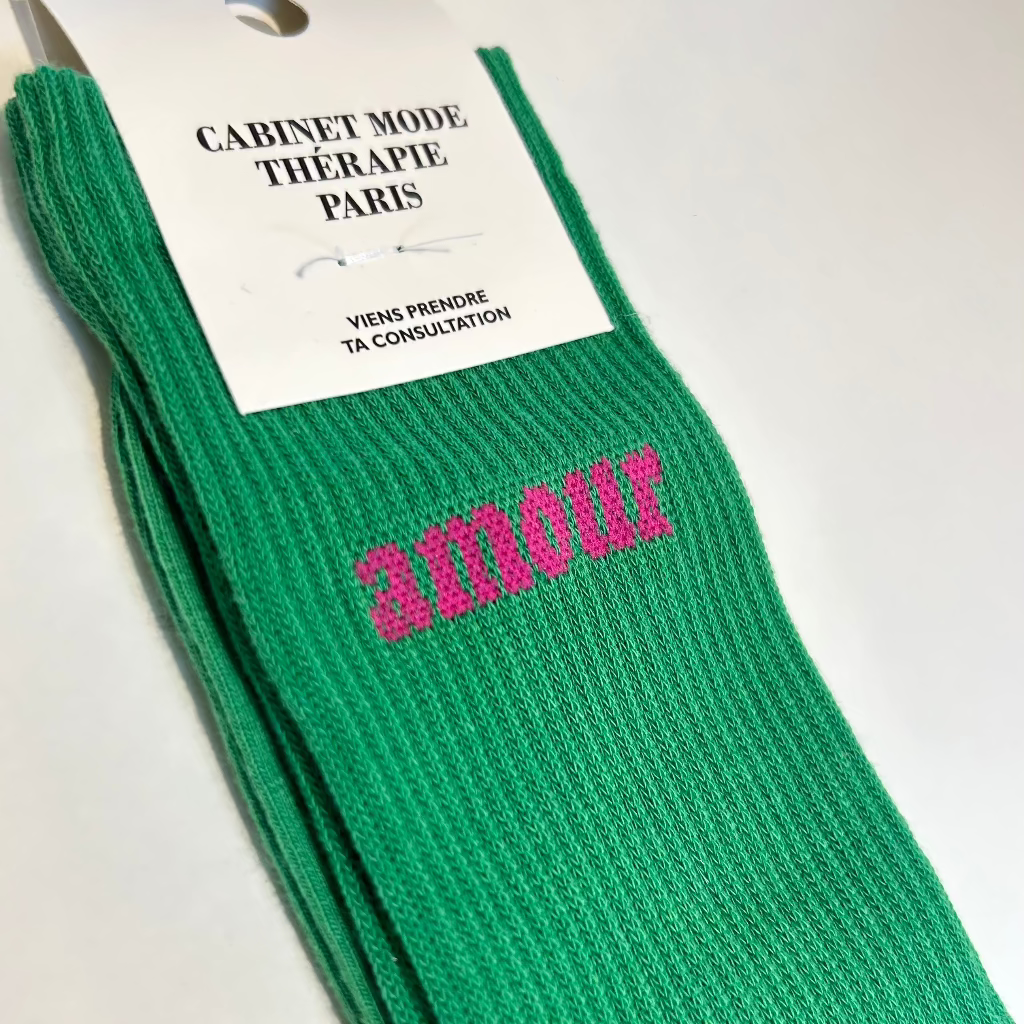 CABINET MODE
THÉRAPIE
PARIS
VIENS PRENDRE
TA CONSULTATION
amour